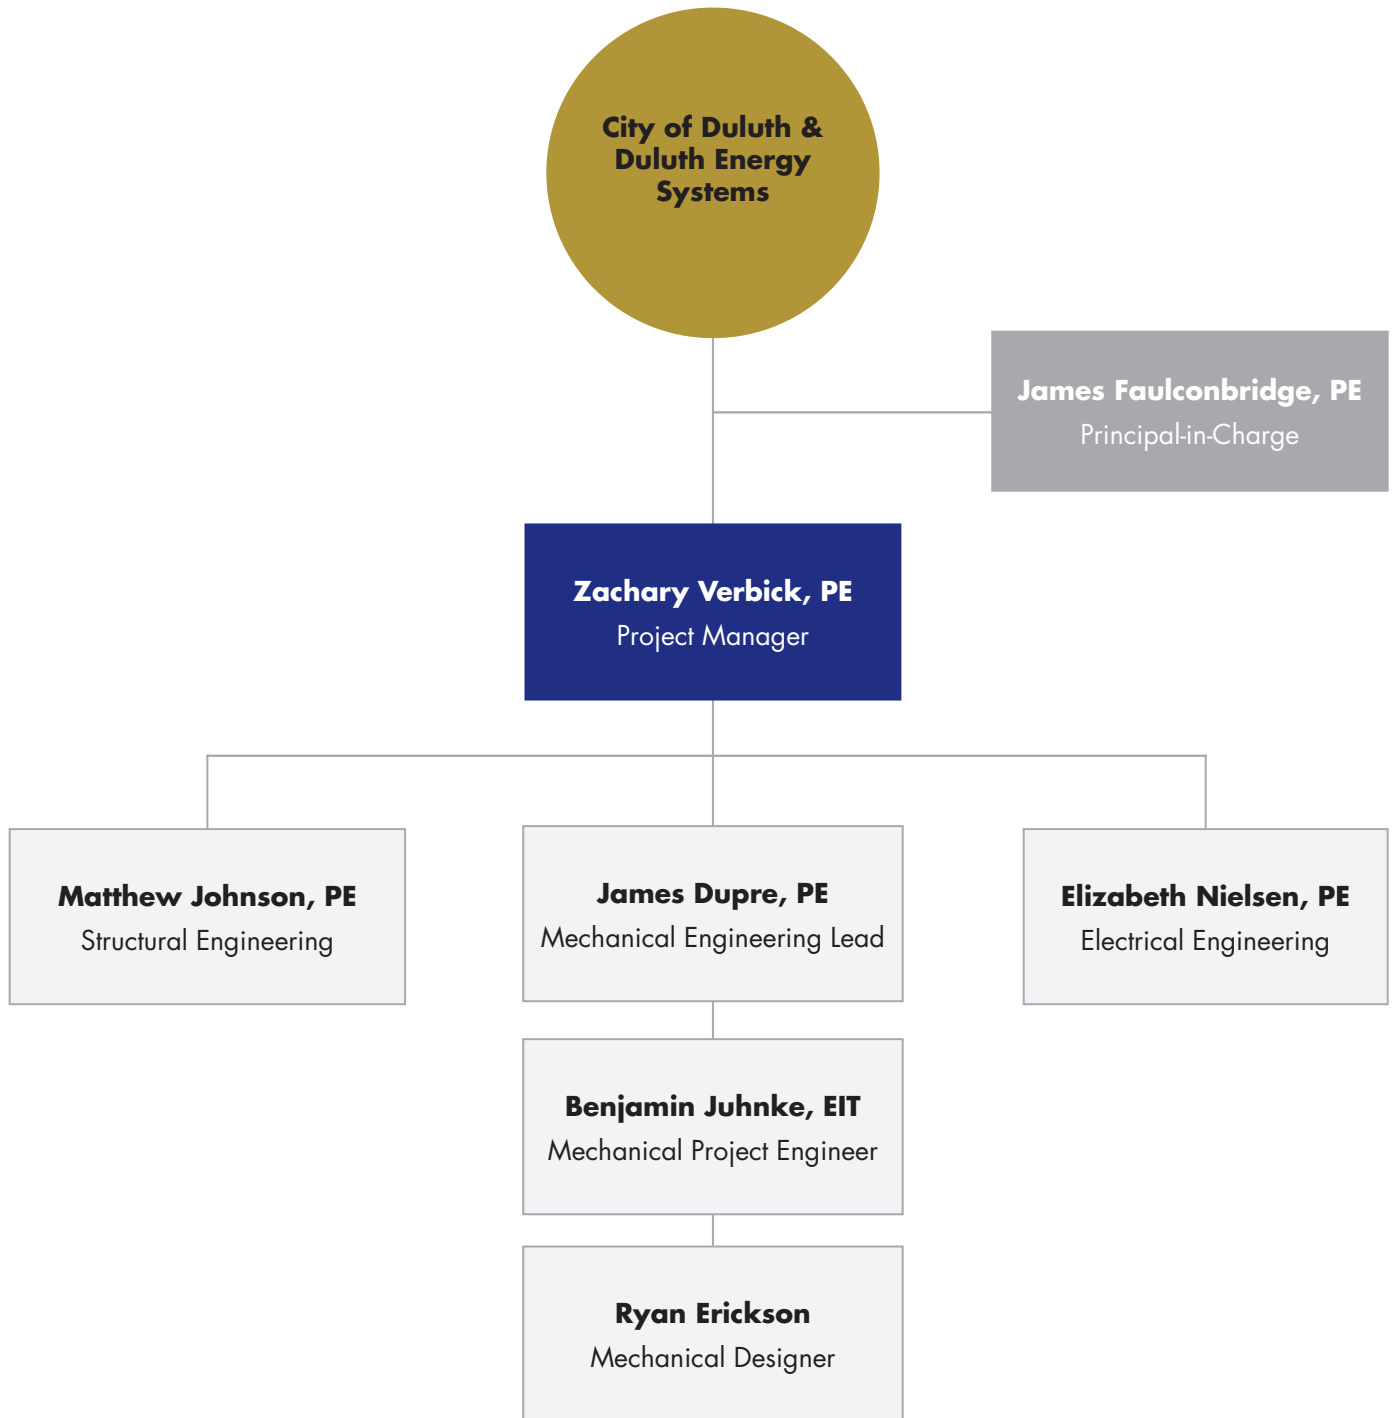 City of Duluth &
Duluth Energy
Systems
James Faulconbridge, PE
Principal-in-Charge
Zachary Verbick, PE
Project Manager
Matthew Johnson, PE
Structural Engineering
James Dupre, PE
Mechanical Engineering Lead
Elizabeth Nielsen, PE
Electrical Engineering
Benjamin Juhnke, EIT
Mechanical Project Engineer
Ryan Erickson
Mechanical Designer